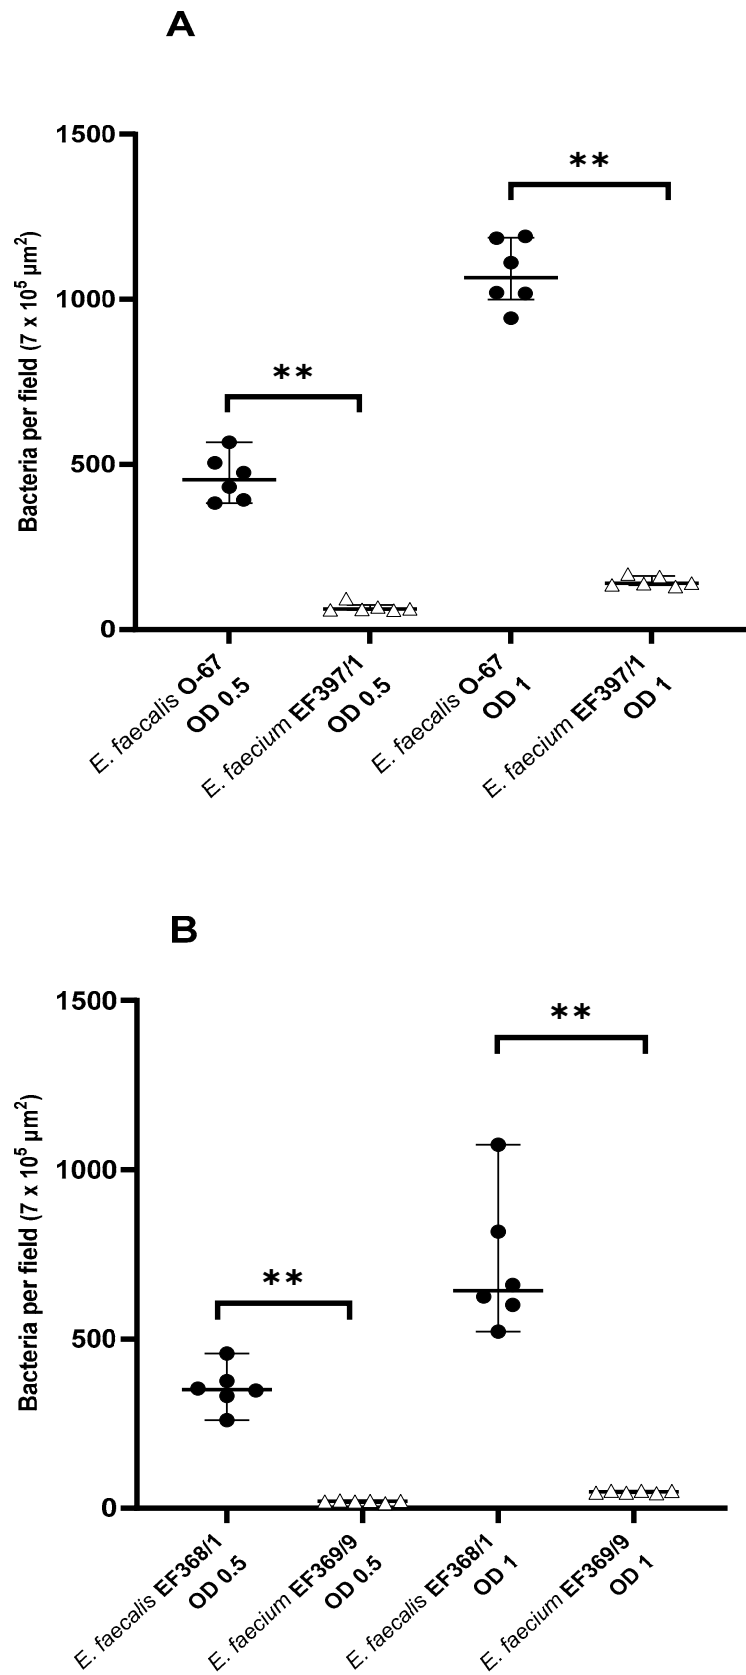 A
1500
1000
500
0
Bacteria per field (7 x 10⁵ µm²)
**
**
E. faecalis O-67
OD 0.5
E. faecium EF397/1
OD 0.5
E. faecalis O-67
OD 1
E. faecium EF397/1
OD 1
B
1500
1000
500
0
Bacteria per field (7 x 10⁵ µm²)
**
**
E. faecalis EF368/1
OD 0.5
E. faecium EF369/9
OD 0.5
E. faecalis EF368/1
OD 1
E. faecium EF369/9
OD 1